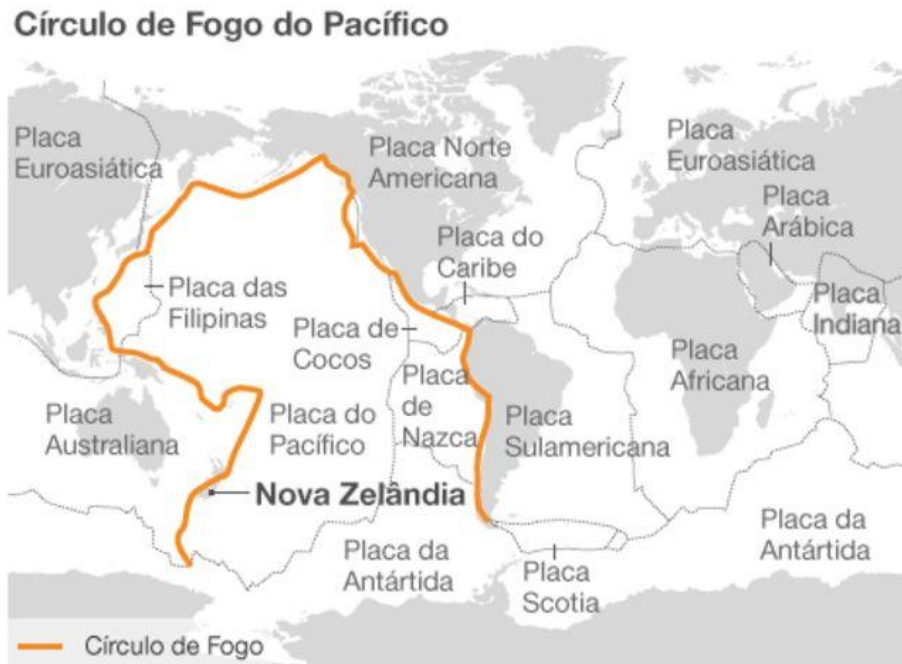 Círculo de Fogo do Pacífico
Placa
Euroasiática
Placa Norte
Americana
Placa
Euroasiática
Placa
Arábica
Placa do
Caribe
Placa das
Filipinas
Placa
Indiana
Placa de
Cocos
Placa
Africana
Placa
de
Nazca
Placa
Australiana
Placa do
Pacífico
Placa
Sulamericana
Nova Zelândia
Placa da
Antártida
Placa
Scotia
Placa da
Antártida
Círculo de Fogo